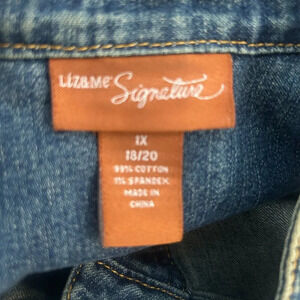 LIZ&ME Signature
1X
18/20
99% COTTON
1% SPANDEX
MADE IN
CHINA